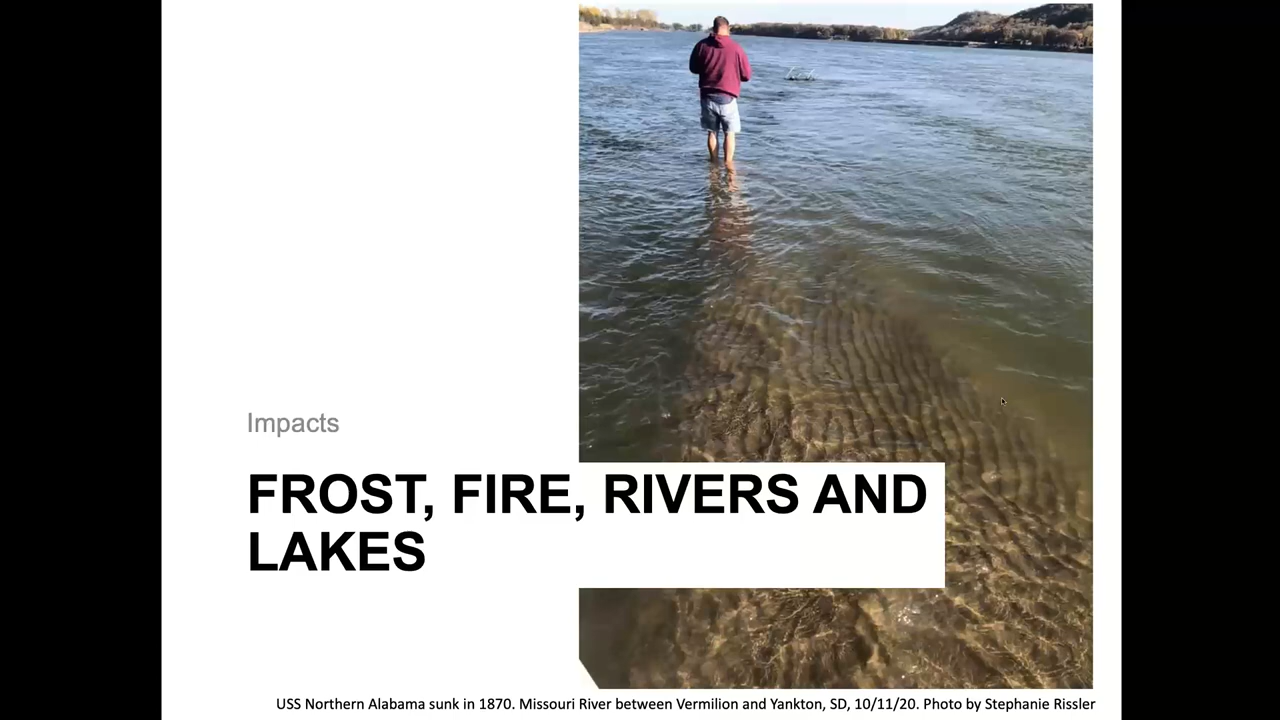 Impacts
FROST, FIRE, RIVERS AND
LAKES
USS Northern Alabama sunk in 1870. Missouri River between Vermilion and Yankton, SD, 10/11/20. Photo by Stephanie Rissler